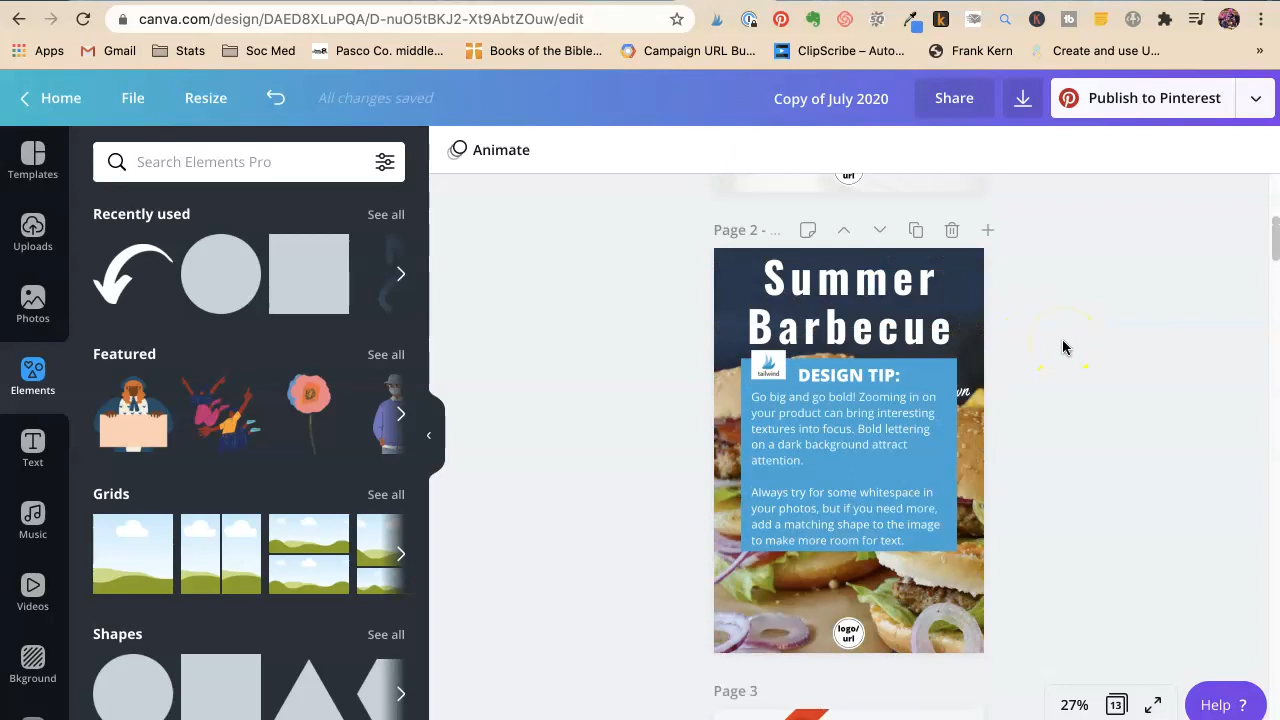 canva.com/design/DAED8XLuPQA/D-nuO5tBKJ2-Xt9AbtZOuw/edit
Apps Gmail Stats Soc Med Pasco Co. middle... Books of the Bible... Campaign URL Bu... ClipScribe – Auto... Frank Kern Create and use U... »
Home File Resize All changes saved Copy of July 2020 Share Publish to Pinterest
Templates
Uploads
Photos
Elements
Text
Music
Videos
Bkground
Search Elements Pro
Recently used See all
Featured See all
Grids See all
Shapes See all
Animate
url
Page 2 - ...
Summer
Barbecue
tailwind
DESIGN TIP:
Go big and go bold! Zooming in on
your product can bring interesting
textures into focus. Bold lettering
on a dark background attract
attention.
Always try for some whitespace in
your photos, but if you need more,
add a matching shape to the image
to make more room for text.
logo/
url
Page 3
27% 13 Help ?